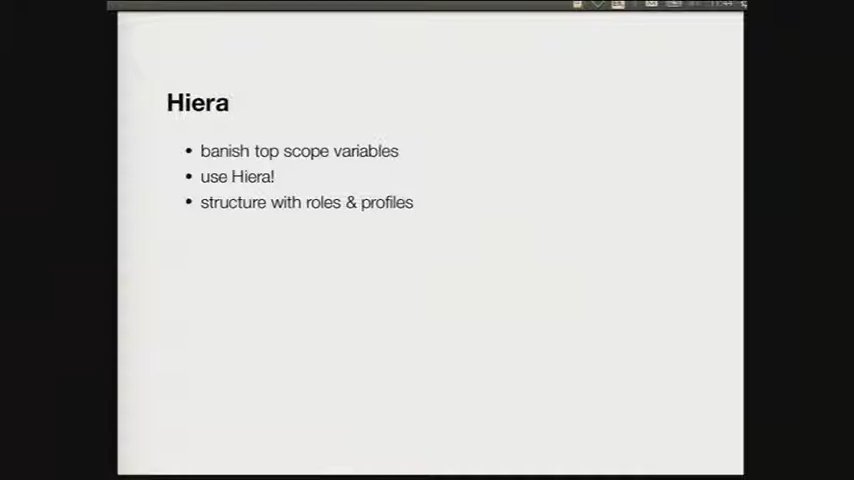 Hiera
• banish top scope variables
• use Hiera!
• structure with roles & profiles